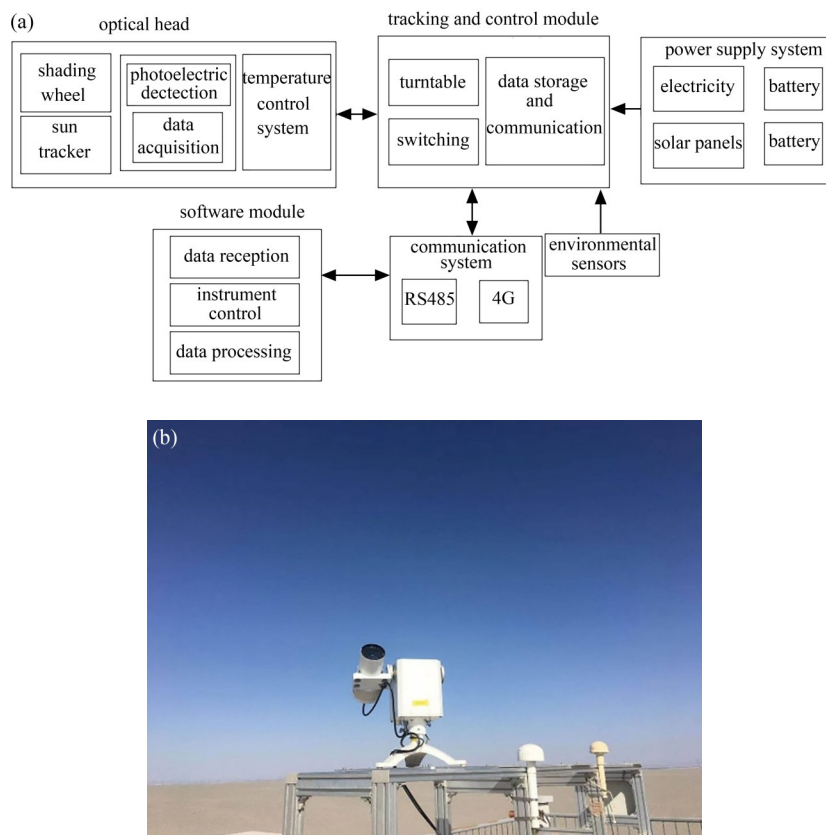 (a)
optical head
shading
wheel
sun
tracker
photoelectric
dectection
data
acquisition
temperature
control
system
tracking and control module
turntable
switching
data storage
and
communication
power supply system
electricity
battery
solar panels
battery
software module
data reception
instrument
control
data processing
communication
system
RS485
4G
environmental
sensors
(b)